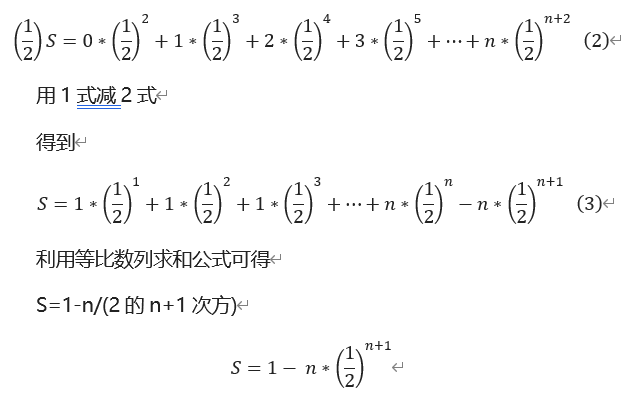 (1/2)S = 0 * (1/2)^2 + 1 * (1/2)^3 + 2 * (1/2)^4 + 3 * (1/2)^5 + ⋯ + n * (1/2)^(n+2)   (2)
用 1 式减 2 式
得到
S = 1 * (1/2)^1 + 1 * (1/2)^2 + 1 * (1/2)^3 + ⋯ + n * (1/2)^n − n * (1/2)^(n+1)   (3)
利用等比数列求和公式可得
S=1-n/(2 的 n+1 次方)
S = 1 − n * (1/2)^(n+1)